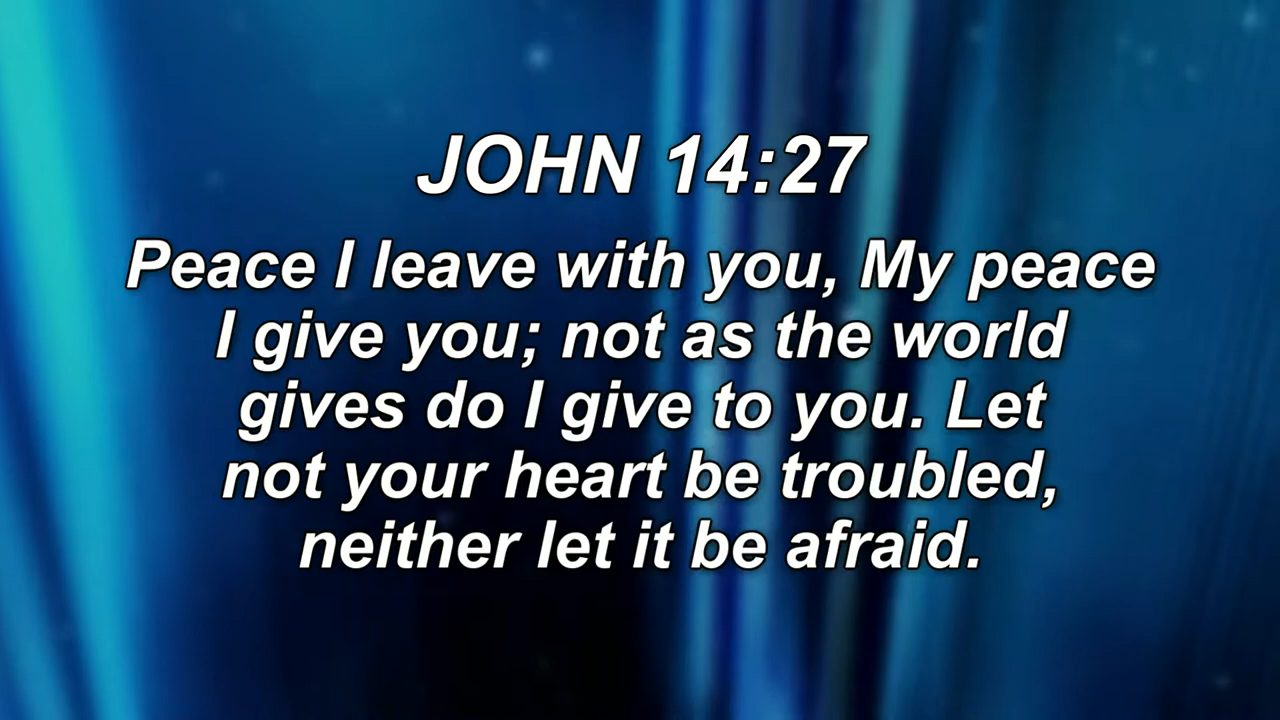 JOHN 14:27
Peace I leave with you, My peace
I give you; not as the world
gives do I give to you. Let
not your heart be troubled,
neither let it be afraid.